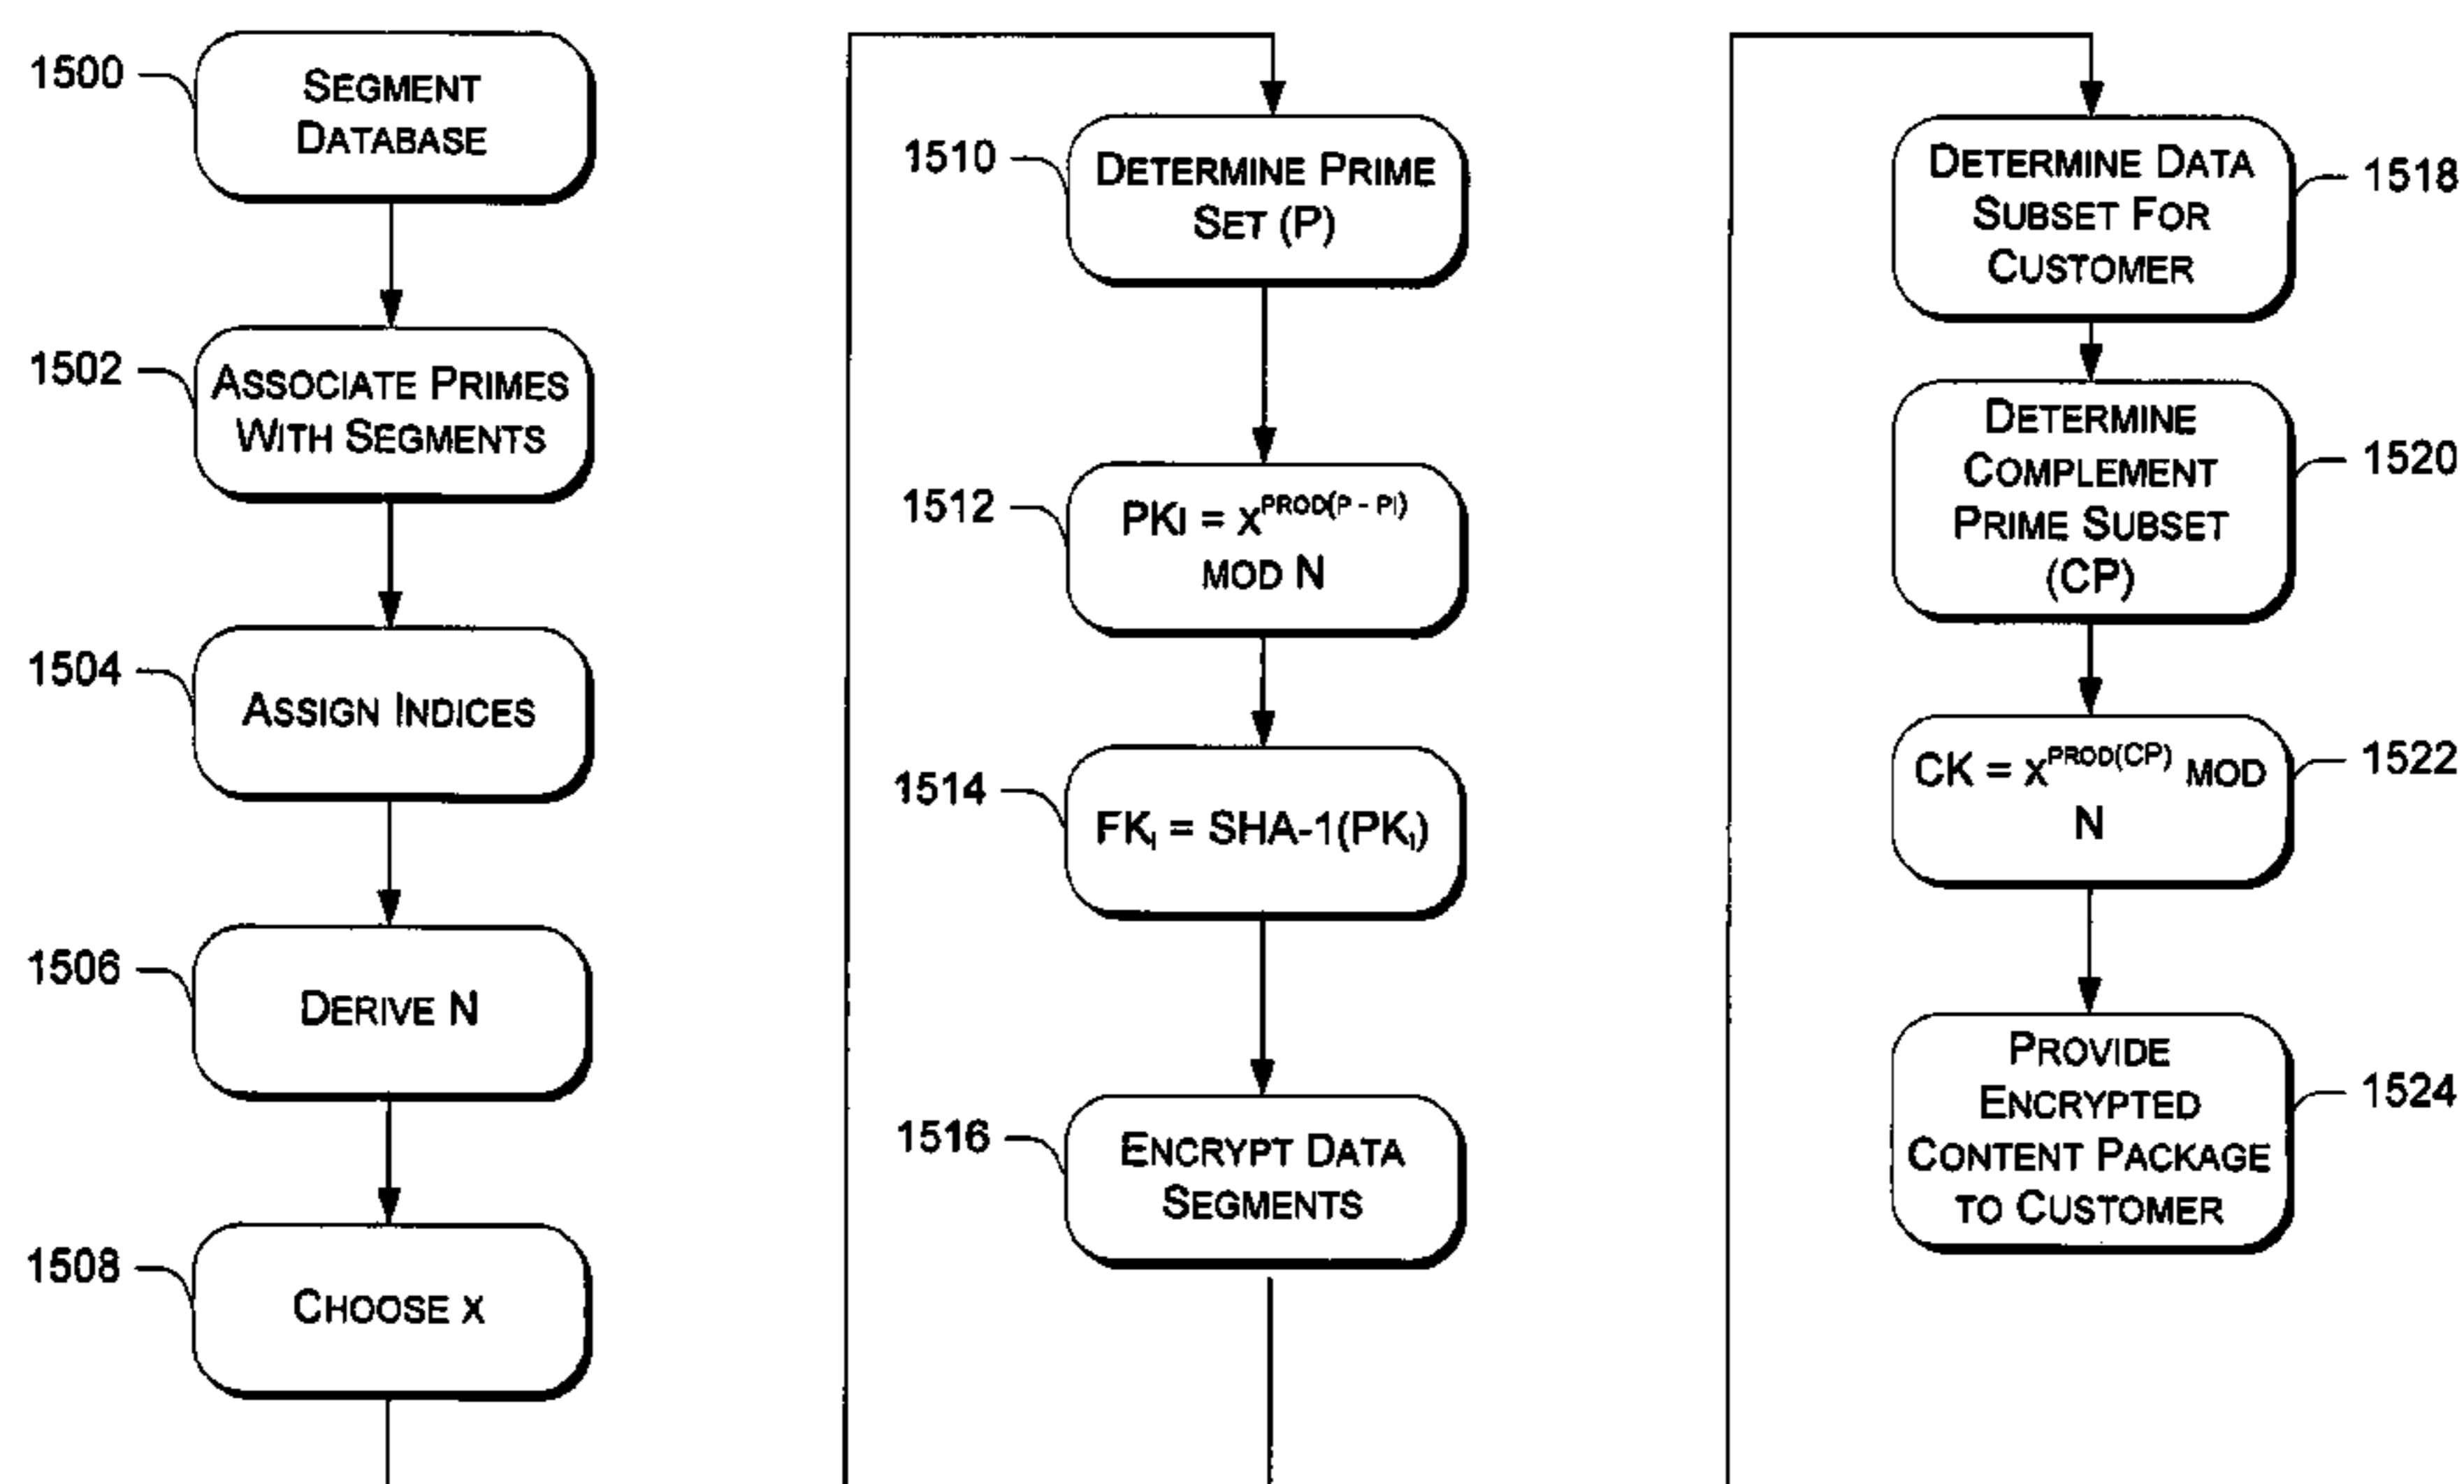 1500
SEGMENT
DATABASE
1502
ASSOCIATE PRIMES
WITH SEGMENTS
1504
ASSIGN INDICES
1506
DERIVE N
1508
CHOOSE X
1510
DETERMINE PRIME
SET (P)
1512
PKI = X^PROD(P - PI)
MOD N
1514
FKI = SHA-1(PKI)
1516
ENCRYPT DATA
SEGMENTS
DETERMINE DATA
SUBSET FOR
CUSTOMER
1518
DETERMINE
COMPLEMENT
PRIME SUBSET
(CP)
1520
CK = X^PROD(CP) MOD
N
1522
PROVIDE
ENCRYPTED
CONTENT PACKAGE
TO CUSTOMER
1524